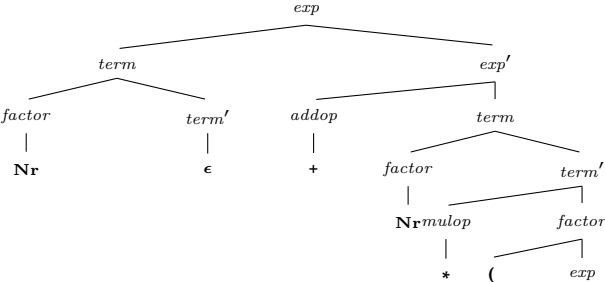 exp
term exp′
factor term′ addop term
Nr ϵ + factor term′
Nr mulop factor
* ( exp